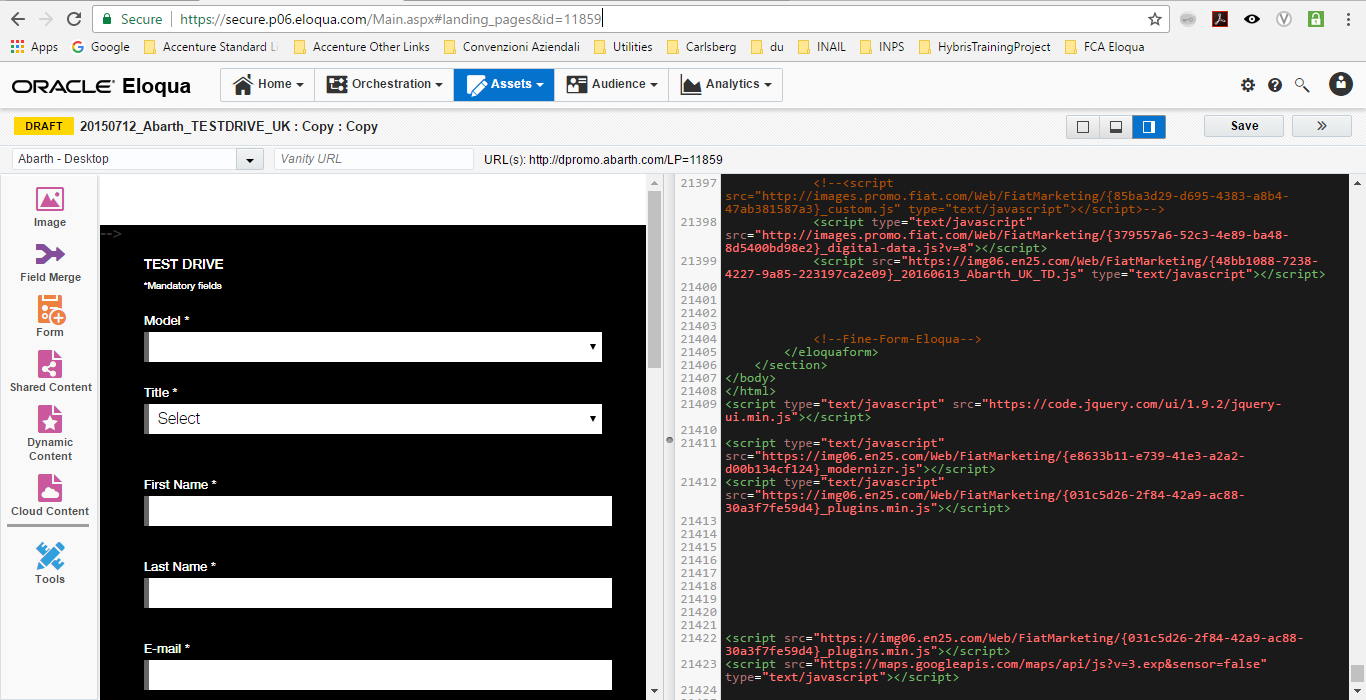 Secure https://secure.p06.eloqua.com/Main.aspx#landing_pages&id=11859
Apps Google Accenture Standard Li Accenture Other Links Convenzioni Aziendali Utilities Carlsberg du INAIL INPS HybrisTrainingProject FCA Eloqua
ORACLE Eloqua Home Orchestration Assets Audience Analytics
DRAFT 20150712_Abarth_TESTDRIVE_UK : Copy : Copy Save »
Abarth - Desktop Vanity URL URL(s): http://dpromo.abarth.com/LP=11859
Image
Field Merge
Form
Shared Content
Dynamic
Content
Cloud Content
Tools
-->
TEST DRIVE
*Mandatory fields
Model *
Title *
Select
First Name *
Last Name *
E-mail *
21397 <!--<script
src="http://images.promo.fiat.com/Web/FiatMarketing/{85ba3d29-d695-4383-a8b4-
47ab381587a3}_custom.js" type="text/javascript"></script>-->
21398 <script type="text/javascript"
src="http://images.promo.fiat.com/Web/FiatMarketing/{379557a6-52c3-4e89-ba48-
8d5400bd98e2}_digital-data.js?v=8"></script>
21399 <script src="https://img06.en25.com/Web/FiatMarketing/{48bb1088-7238-
4227-9a85-223197ca2e09}_20160613_Abarth_UK_TD.js" type="text/javascript"></script>
21400
21401
21402
21403
21404 <!--Fine-Form-Eloqua-->
21405 </eloquaform>
21406 </section>
21407 </body>
21408 </html>
21409 <script type="text/javascript" src="https://code.jquery.com/ui/1.9.2/jquery-
ui.min.js"></script>
21410
21411 <script type="text/javascript"
src="https://img06.en25.com/Web/FiatMarketing/{e8633b11-e739-41e3-a2a2-
d00b134cf124}_modernizr.js"></script>
21412 <script type="text/javascript"
src="https://img06.en25.com/Web/FiatMarketing/{031c5d26-2f84-42a9-ac88-
30a3f7fe59d4}_plugins.min.js"></script>
21413
21414
21415
21416
21417
21418
21419
21420
21421
21422 <script src="https://img06.en25.com/Web/FiatMarketing/{031c5d26-2f84-42a9-ac88-
30a3f7fe59d4}_plugins.min.js"></script>
21423 <script src="https://maps.googleapis.com/maps/api/js?v=3.exp&sensor=false"
type="text/javascript"></script>
21424